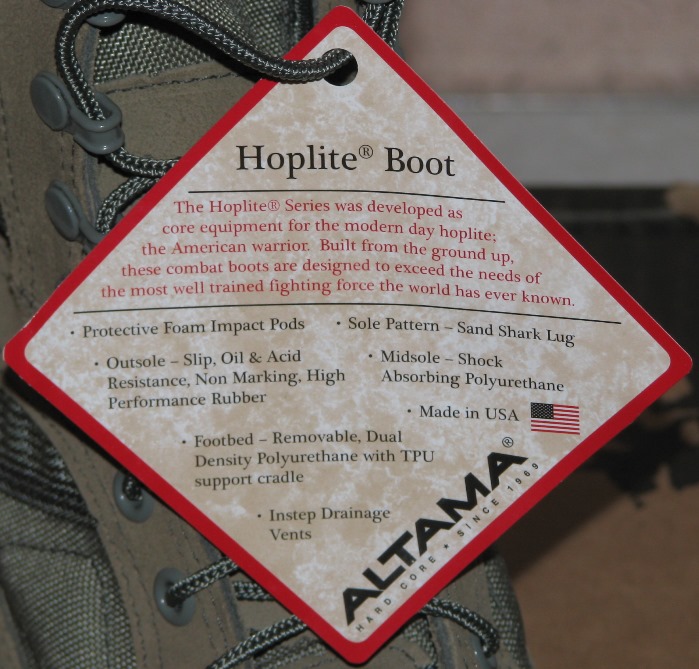 Hoplite® Boot
The Hoplite® Series was developed as
core equipment for the modern day hoplite;
the American warrior. Built from the ground up,
these combat boots are designed to exceed the needs of
the most well trained fighting force the world has ever known.
• Protective Foam Impact Pods
• Sole Pattern – Sand Shark Lug
• Outsole – Slip, Oil & Acid
Resistance, Non Marking, High
Performance Rubber
• Midsole – Shock
Absorbing Polyurethane
• Made in USA
• Footbed – Removable, Dual
Density Polyurethane with TPU
support cradle
• Instep Drainage
Vents
ALTAMA®
HARD CORE • SINCE 1969